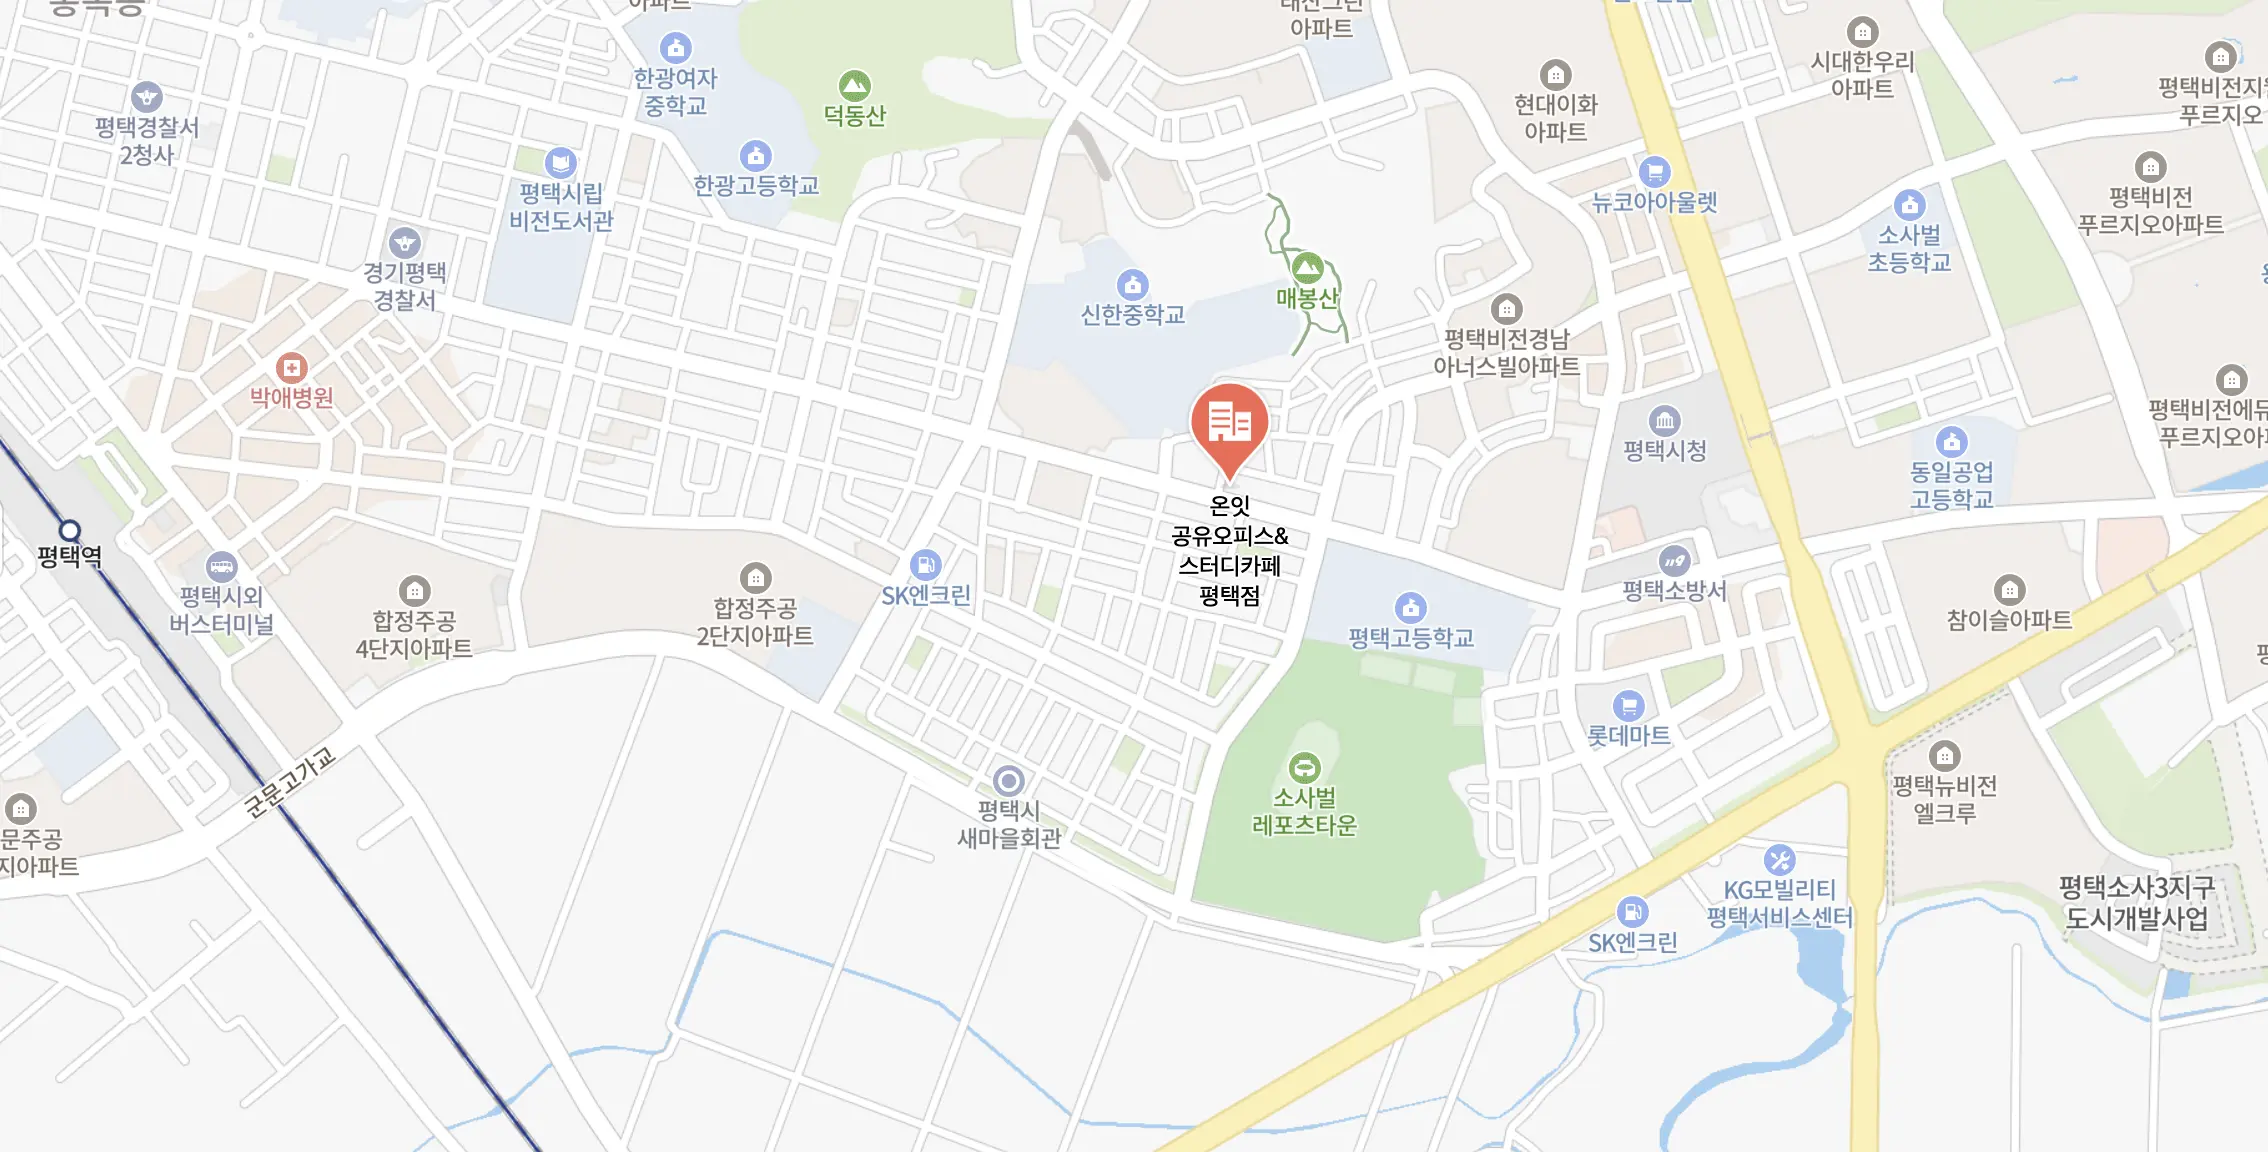 아파트
아파트
한광여자
중학교
시대한우리
아파트
현대이화
아파트
덕동산
평택경찰서
2청사
한광고등학교
평택시립
비전도서관
뉴코아아울렛
평택비전
푸르지오아파트
소사벌
초등학교
경기평택
경찰서
신한중학교
매봉산
평택비전경남
아너스빌아파트
박애병원
평택시청
동일공업
고등학교
온잇
공유오피스&
스터디카페
평택점
평택역
평택시외
버스터미널
합정주공
4단지아파트
합정주공
2단지아파트
SK엔크린
평택고등학교
평택소방서
참이슬아파트
롯데마트
군문고가교
소사벌
레포츠타운
평택시
새마을회관
평택뉴비전
엘크루
문주공
지아파트
KG모빌리티
평택서비스센터
SK엔크린
평택소사3지구
도시개발사업